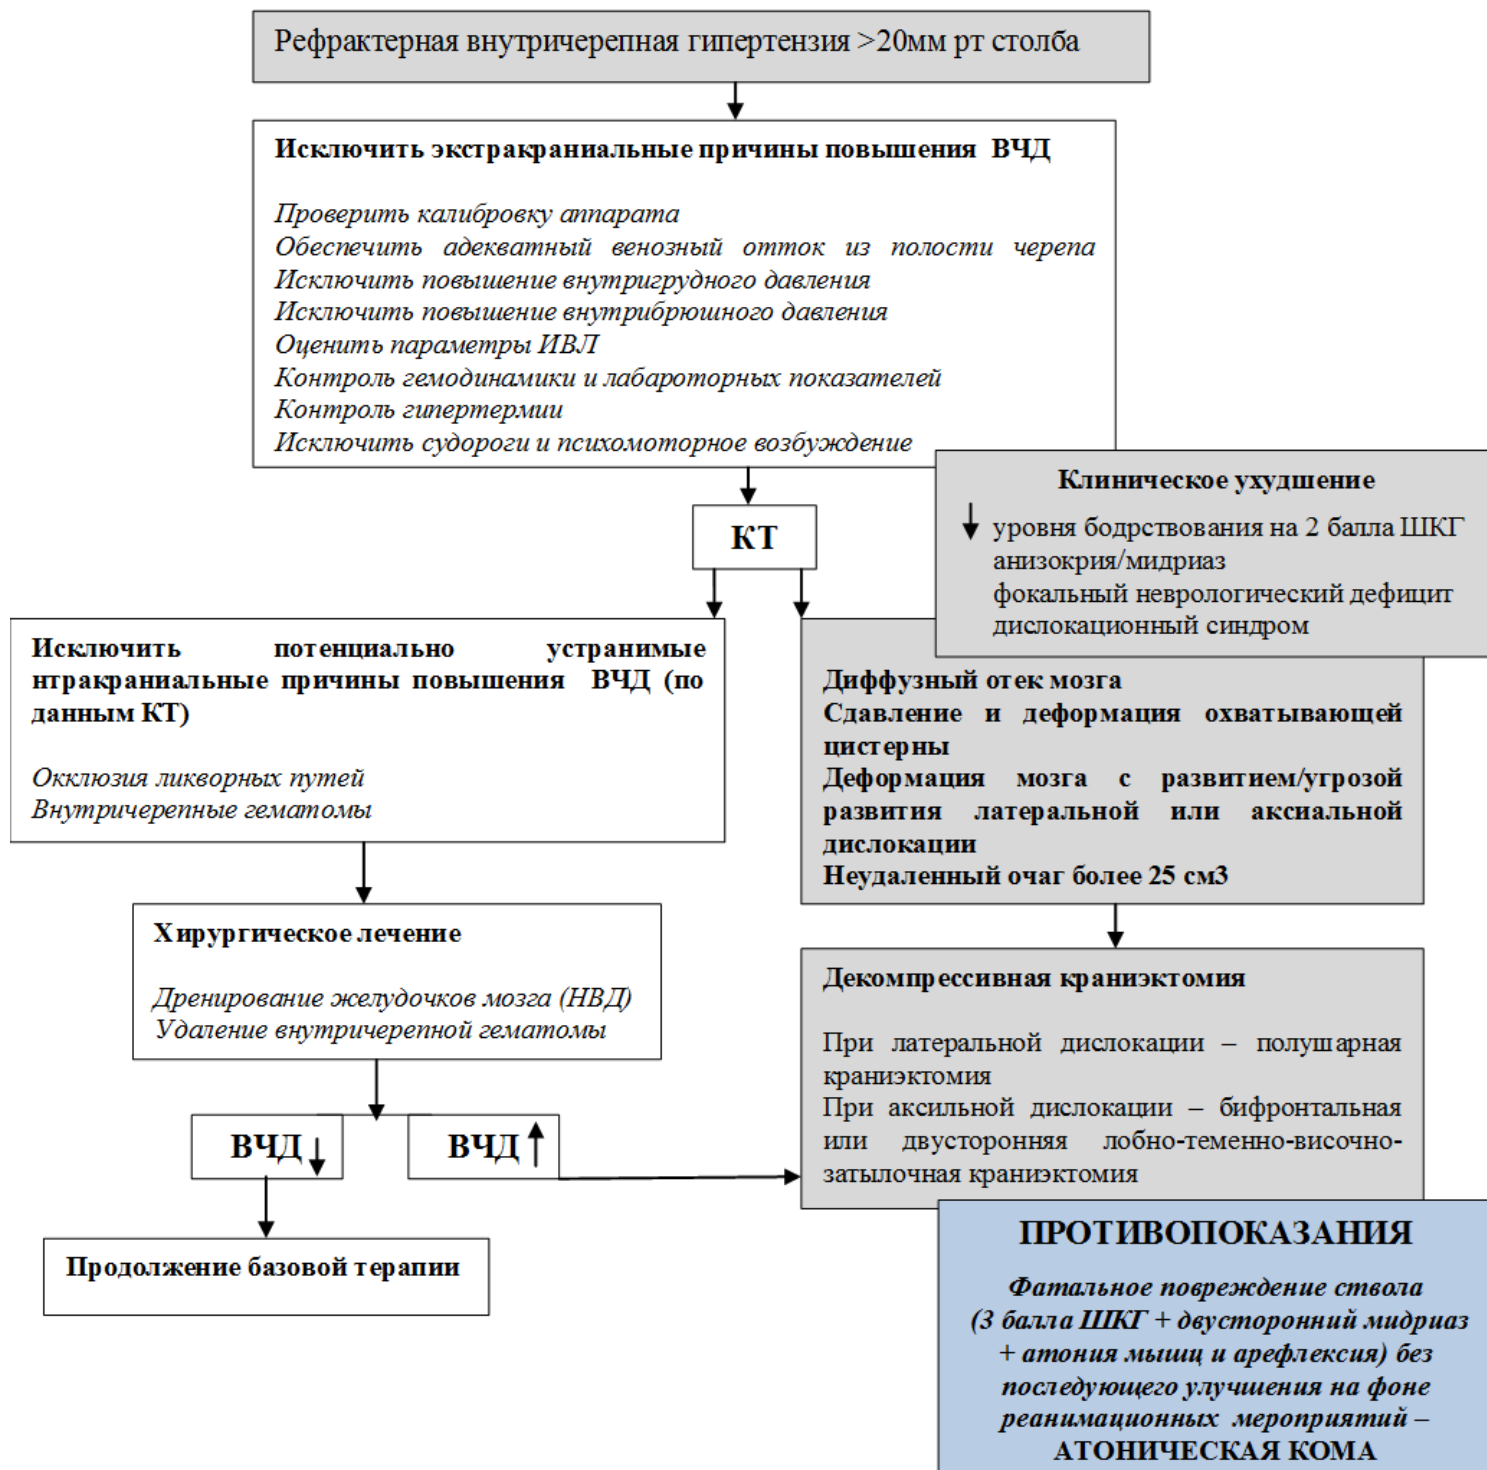 Рефрактерная внутричерепная гипертензия >20мм рт столба
Исключить экстракраниальные причины повышения ВЧД
Проверить калибровку аппарата
Обеспечить адекватный венозный отток из полости черепа
Исключить повышение внутригрудного давления
Исключить повышение внутрибрюшного давления
Оценить параметры ИВЛ
Контроль гемодинамики и лабароторных показателей
Контроль гипертермии
Исключить судороги и психомоторное возбуждение
Клиническое ухудшение
↓ уровня бодрствования на 2 балла ШКГ
анизокрия/мидриаз
фокальный неврологический дефицит
дислокационный синдром
КТ
Исключить потенциально устранимые
нтракраниальные причины повышения ВЧД (по
данным КТ)
Окклюзия ликворных путей
Внутричерепные гематомы
Диффузный отек мозга
Сдавление и деформация охватывающей
цистерны
Деформация мозга с развитием/угрозой
развития латеральной или аксиальной
дислокации
Неудаленный очаг более 25 см3
Хирургическое лечение
Дренирование желудочков мозга (НВД)
Удаление внутричерепной гематомы
Декомпрессивная краниэктомия
При латеральной дислокации – полушарная
краниэктомия
При аксильной дислокации – бифронтальная
или двусторонняя лобно-теменно-височно-
затылочная краниэктомия
ВЧД ↓
ВЧД ↑
Продолжение базовой терапии
ПРОТИВОПОКАЗАНИЯ
Фатальное повреждение ствола
(3 балла ШКГ + двусторонний мидриаз
+ атония мышц и арефлексия) без
последующего улучшения на фоне
реанимационных мероприятий –
АТОНИЧЕСКАЯ КОМА